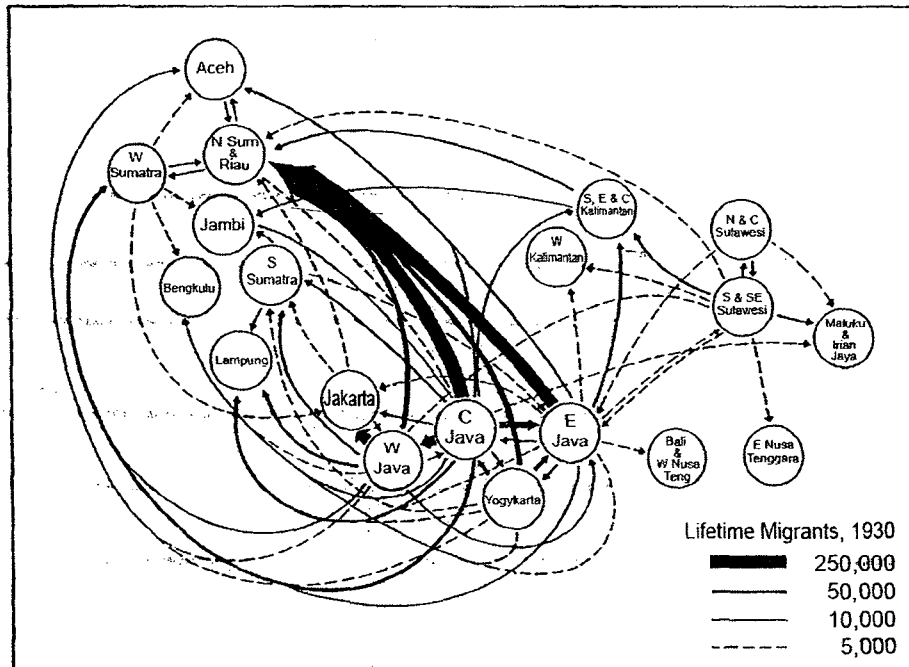 Aceh
N Sum
&
Riau
W
Sumatra
Jambi
S
Sumatra
Bengkulu
Lampung
Jakarta
W
Java
C
Java
E
Java
Yogykarta
S, E & C
Kalimantan
W
Kalimantan
N & C
Sulawesi
S & SE
Sulawesi
Maluku
&
Irian
Jaya
Bali
&
W Nusa
Teng
E Nusa
Tenggara
Lifetime Migrants, 1930
250,000
50,000
10,000
5,000